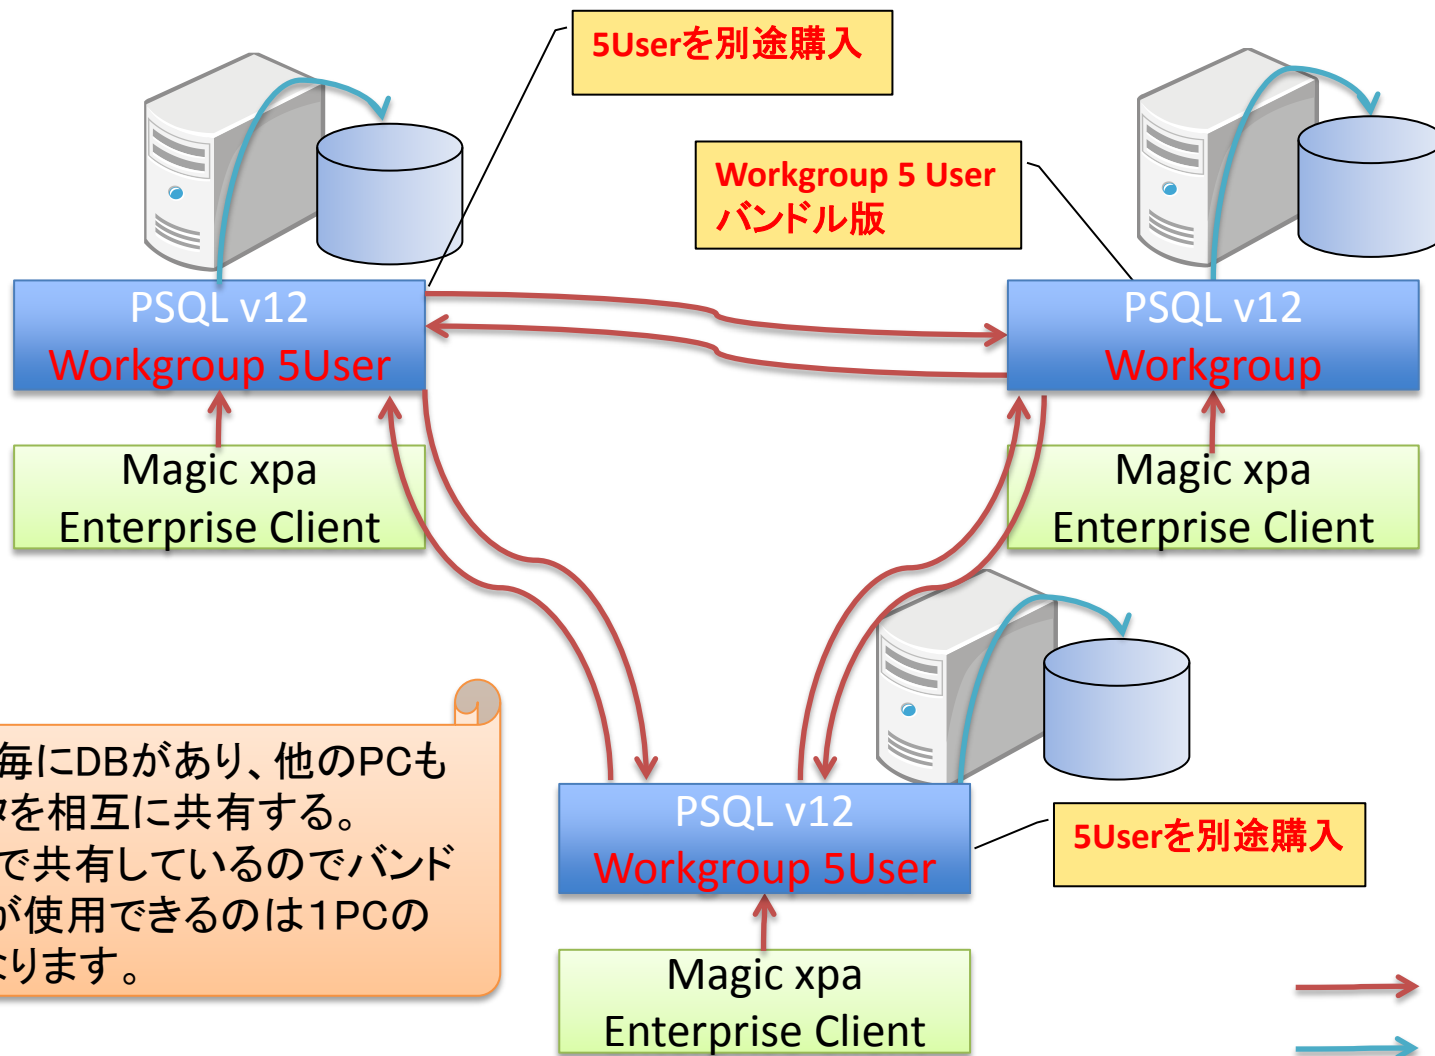 5Userを別途購入
Workgroup 5 User
バンドル版
PSQL v12
Workgroup 5User
PSQL v12
Workgroup
Magic xpa
Enterprise Client
Magic xpa
Enterprise Client
毎にDBがあり、他のPCも
タを相互に共有する。
で共有しているのでバンド
が使用できるのは1PCの
なります。
PSQL v12
Workgroup 5User
5Userを別途購入
Magic xpa
Enterprise Client